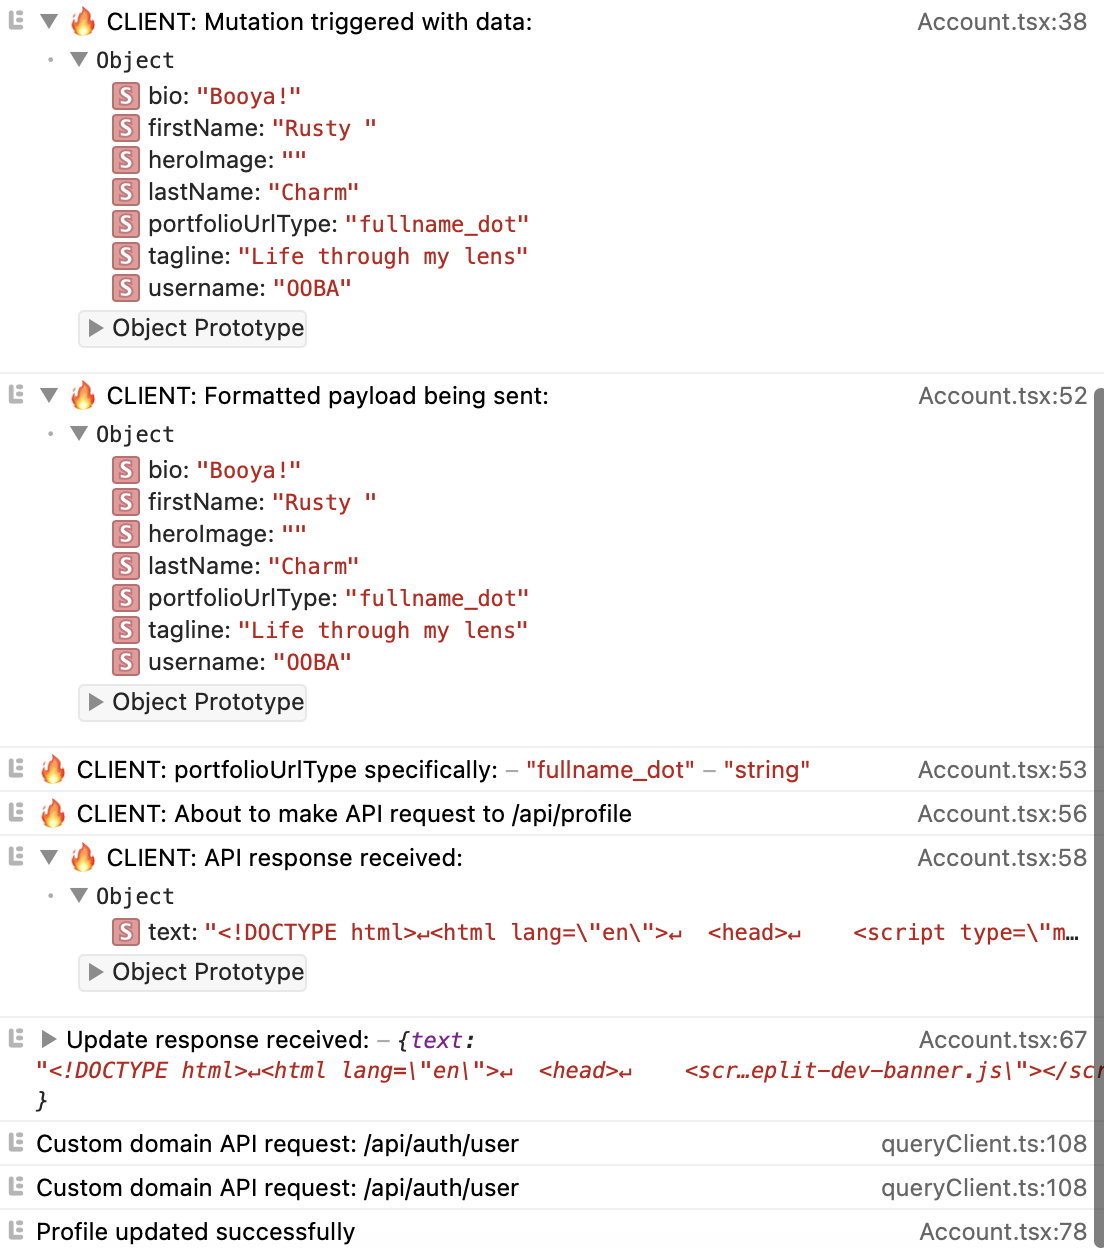 🔥 CLIENT: Mutation triggered with data: Account.tsx:38
Object
S bio: "Booya!"
S firstName: "Rusty "
S heroImage: ""
S lastName: "Charm"
S portfolioUrlType: "fullname_dot"
S tagline: "Life through my lens"
S username: "OOBA"
Object Prototype
🔥 CLIENT: Formatted payload being sent: Account.tsx:52
Object
S bio: "Booya!"
S firstName: "Rusty "
S heroImage: ""
S lastName: "Charm"
S portfolioUrlType: "fullname_dot"
S tagline: "Life through my lens"
S username: "OOBA"
Object Prototype
🔥 CLIENT: portfolioUrlType specifically: – "fullname_dot" – "string" Account.tsx:53
🔥 CLIENT: About to make API request to /api/profile Account.tsx:56
🔥 CLIENT: API response received: Account.tsx:58
Object
S text: "<!DOCTYPE html>↵<html lang=\"en\">↵  <head>↵    <script type=\"m…
Object Prototype
Update response received: – {text: Account.tsx:67
"<!DOCTYPE html>↵<html lang=\"en\">↵  <head>↵    <scr…eplit-dev-banner.js\"></scr
}
Custom domain API request: /api/auth/user queryClient.ts:108
Custom domain API request: /api/auth/user queryClient.ts:108
Profile updated successfully Account.tsx:78